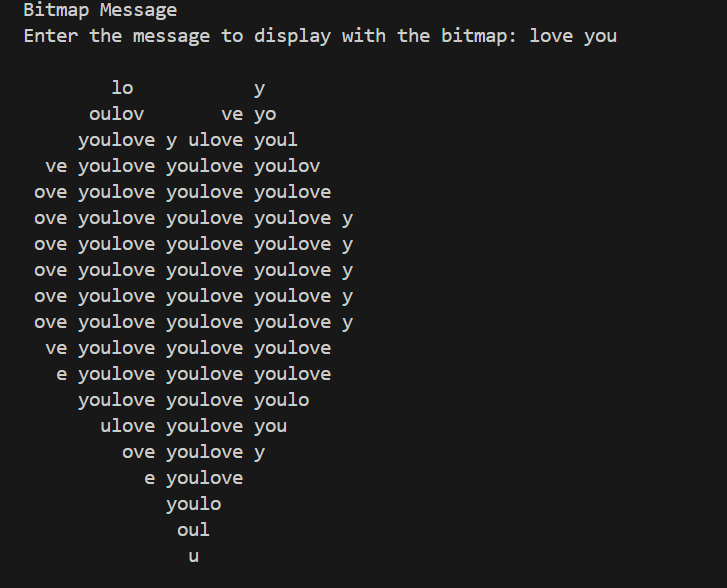 Bitmap Message
Enter the message to display with the bitmap: love you

        lo           y
      oulov       ve yo
     youlove y ulove youl
  ve youlove youlove youlov
 ove youlove youlove youlove
 ove youlove youlove youlove y
 ove youlove youlove youlove y
 ove youlove youlove youlove y
 ove youlove youlove youlove y
 ove youlove youlove youlove y
  ve youlove youlove youlove
   e youlove youlove youlove
     youlove youlove youlo
       ulove youlove you
         ove youlove y
           e youlove
             youlo
              oul
               u